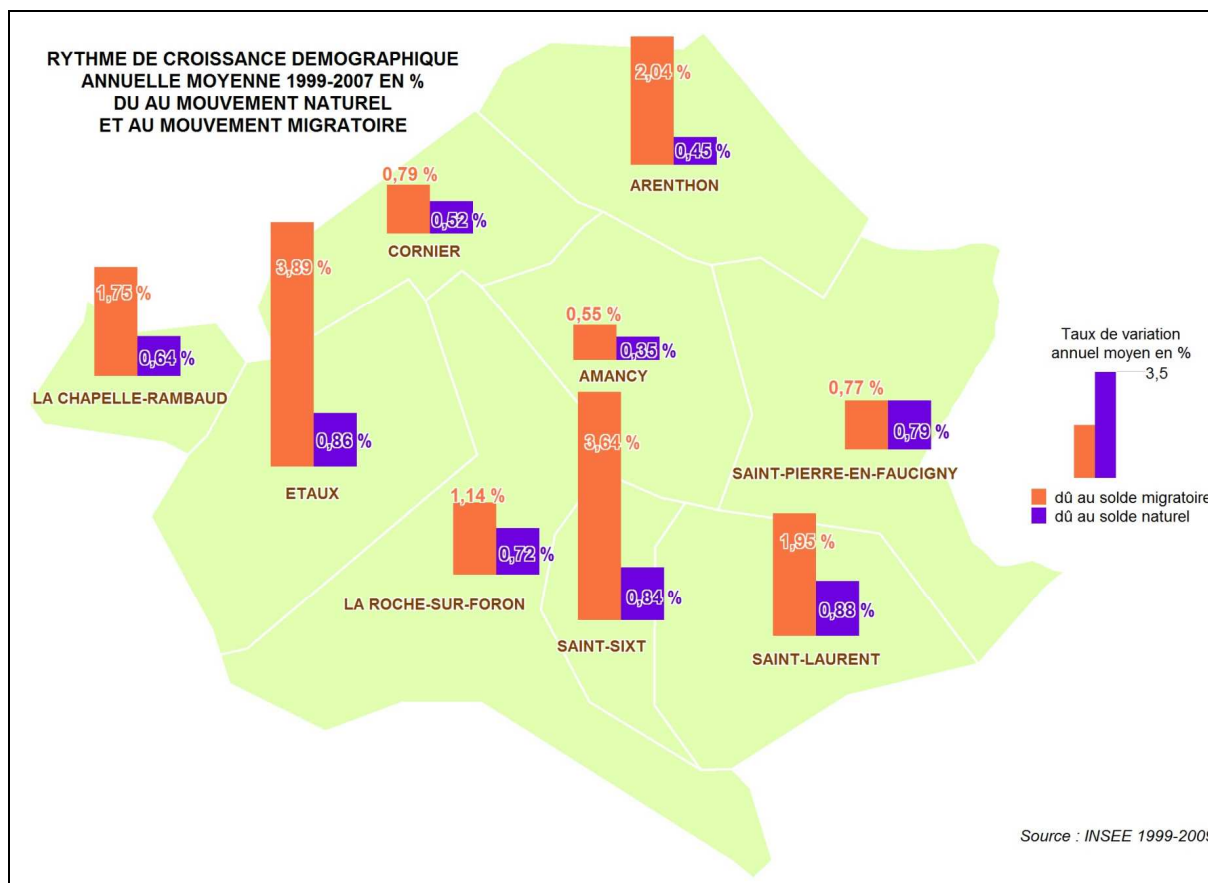 RYTHME DE CROISSANCE DEMOGRAPHIQUE
ANNUELLE MOYENNE 1999-2007 EN %
DU AU MOUVEMENT NATUREL
ET AU MOUVEMENT MIGRATOIRE
2,04 %
0,45 %
ARENTHON
0,79 %
0,52 %
CORNIER
3,89 %
0,86 %
ETAUX
1,75 %
0,64 %
LA CHAPELLE-RAMBAUD
0,55 %
0,35 %
AMANCY
0,77 %
0,79 %
SAINT-PIERRE-EN-FAUCIGNY
1,14 %
0,72 %
LA ROCHE-SUR-FORON
3,64 %
0,84 %
SAINT-SIXT
1,95 %
0,88 %
SAINT-LAURENT
Taux de variation
annuel moyen en %
3,5
dû au solde migratoire
dû au solde naturel
Source : INSEE 1999-2009